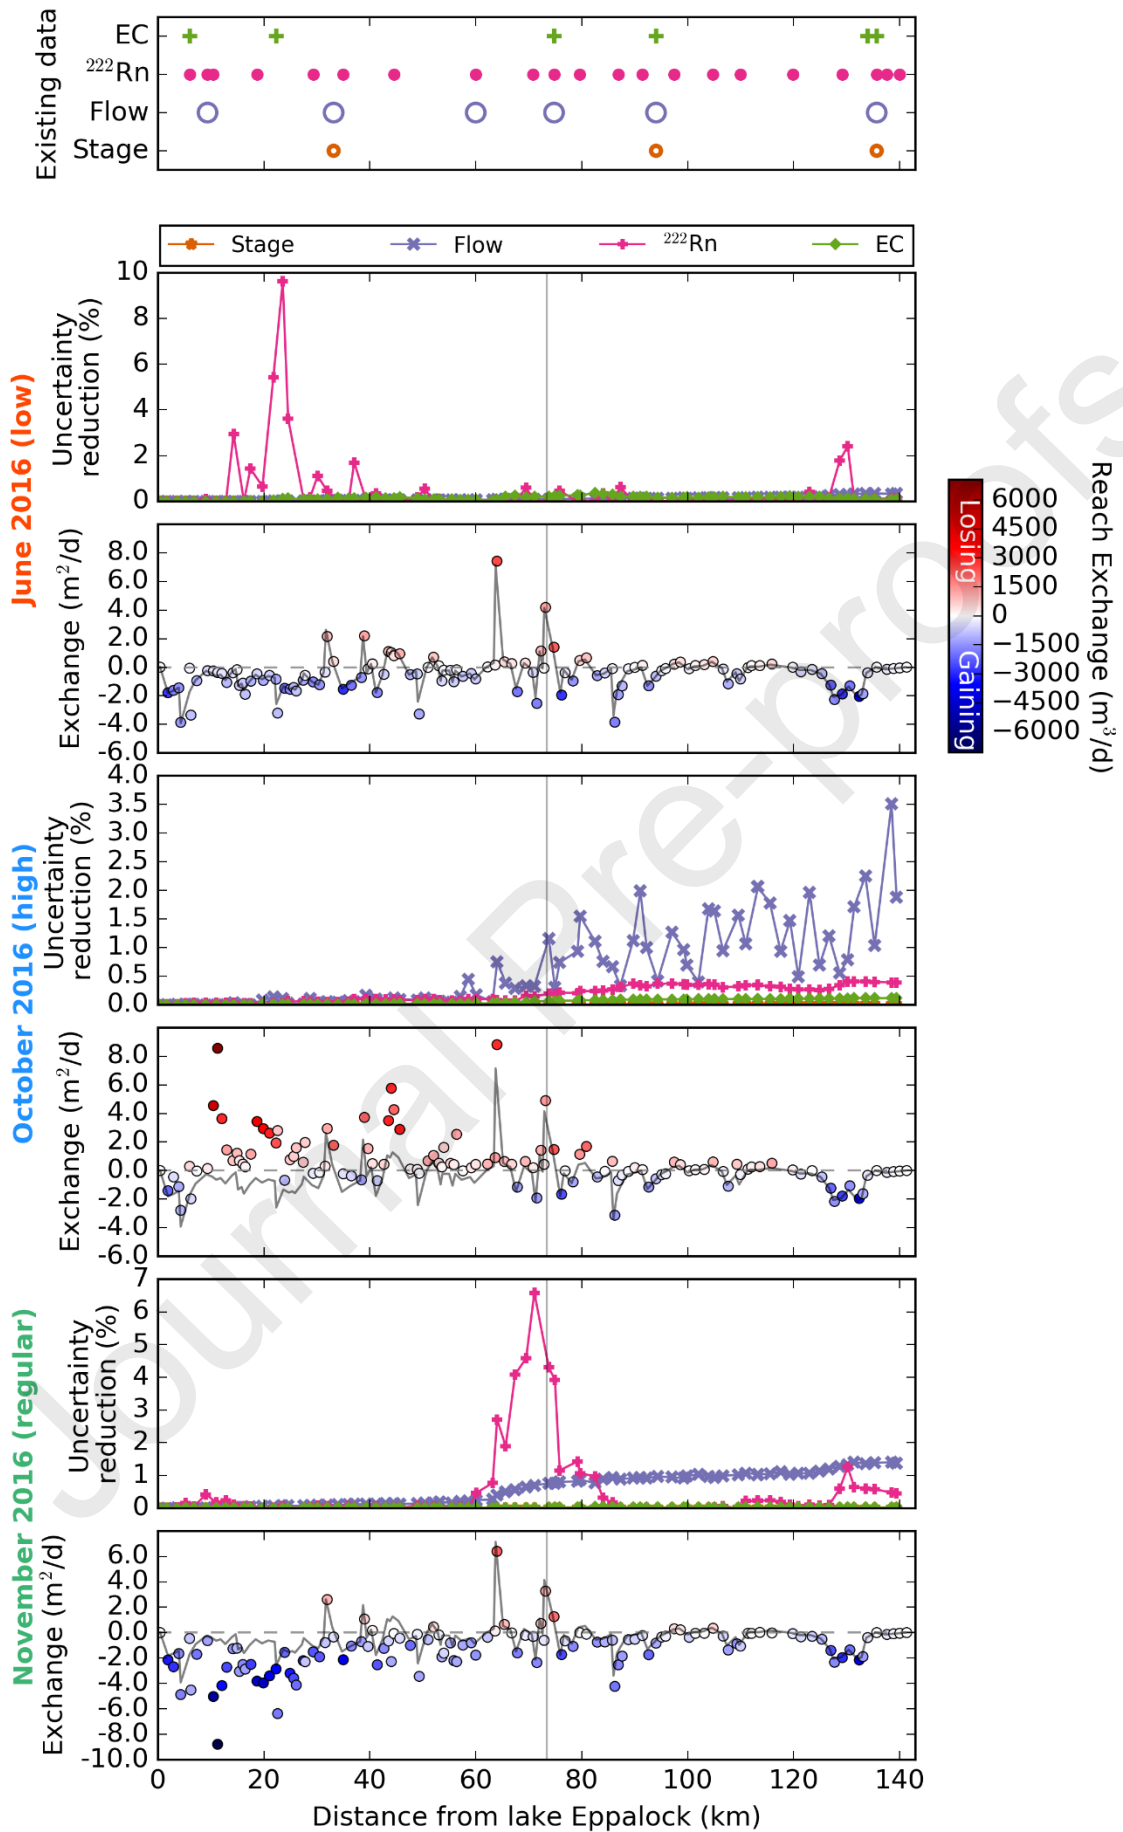 Existing data
EC
²²²Rn
Flow
Stage
Stage Flow ²²²Rn EC
June 2016 (low)
Uncertainty
reduction (%)
10
8
6
4
2
0
Exchange (m²/d)
8.0
6.0
4.0
2.0
0.0
-2.0
-4.0
-6.0
Losing
Gaining
6000
4500
3000
1500
0
−1500
−3000
−4500
−6000
Reach Exchange (m³/d)
October 2016 (high)
Uncertainty
reduction (%)
4.0
3.5
3.0
2.5
2.0
1.5
1.0
0.5
0.0
Exchange (m²/d)
8.0
6.0
4.0
2.0
0.0
-2.0
-4.0
-6.0
November 2016 (regular)
Uncertainty
reduction (%)
7
6
5
4
3
2
1
0
Exchange (m²/d)
6.0
4.0
2.0
0.0
-2.0
-4.0
-6.0
-8.0
-10.0
0 20 40 60 80 100 120 140
Distance from lake Eppalock (km)
Journal Pre-proofs